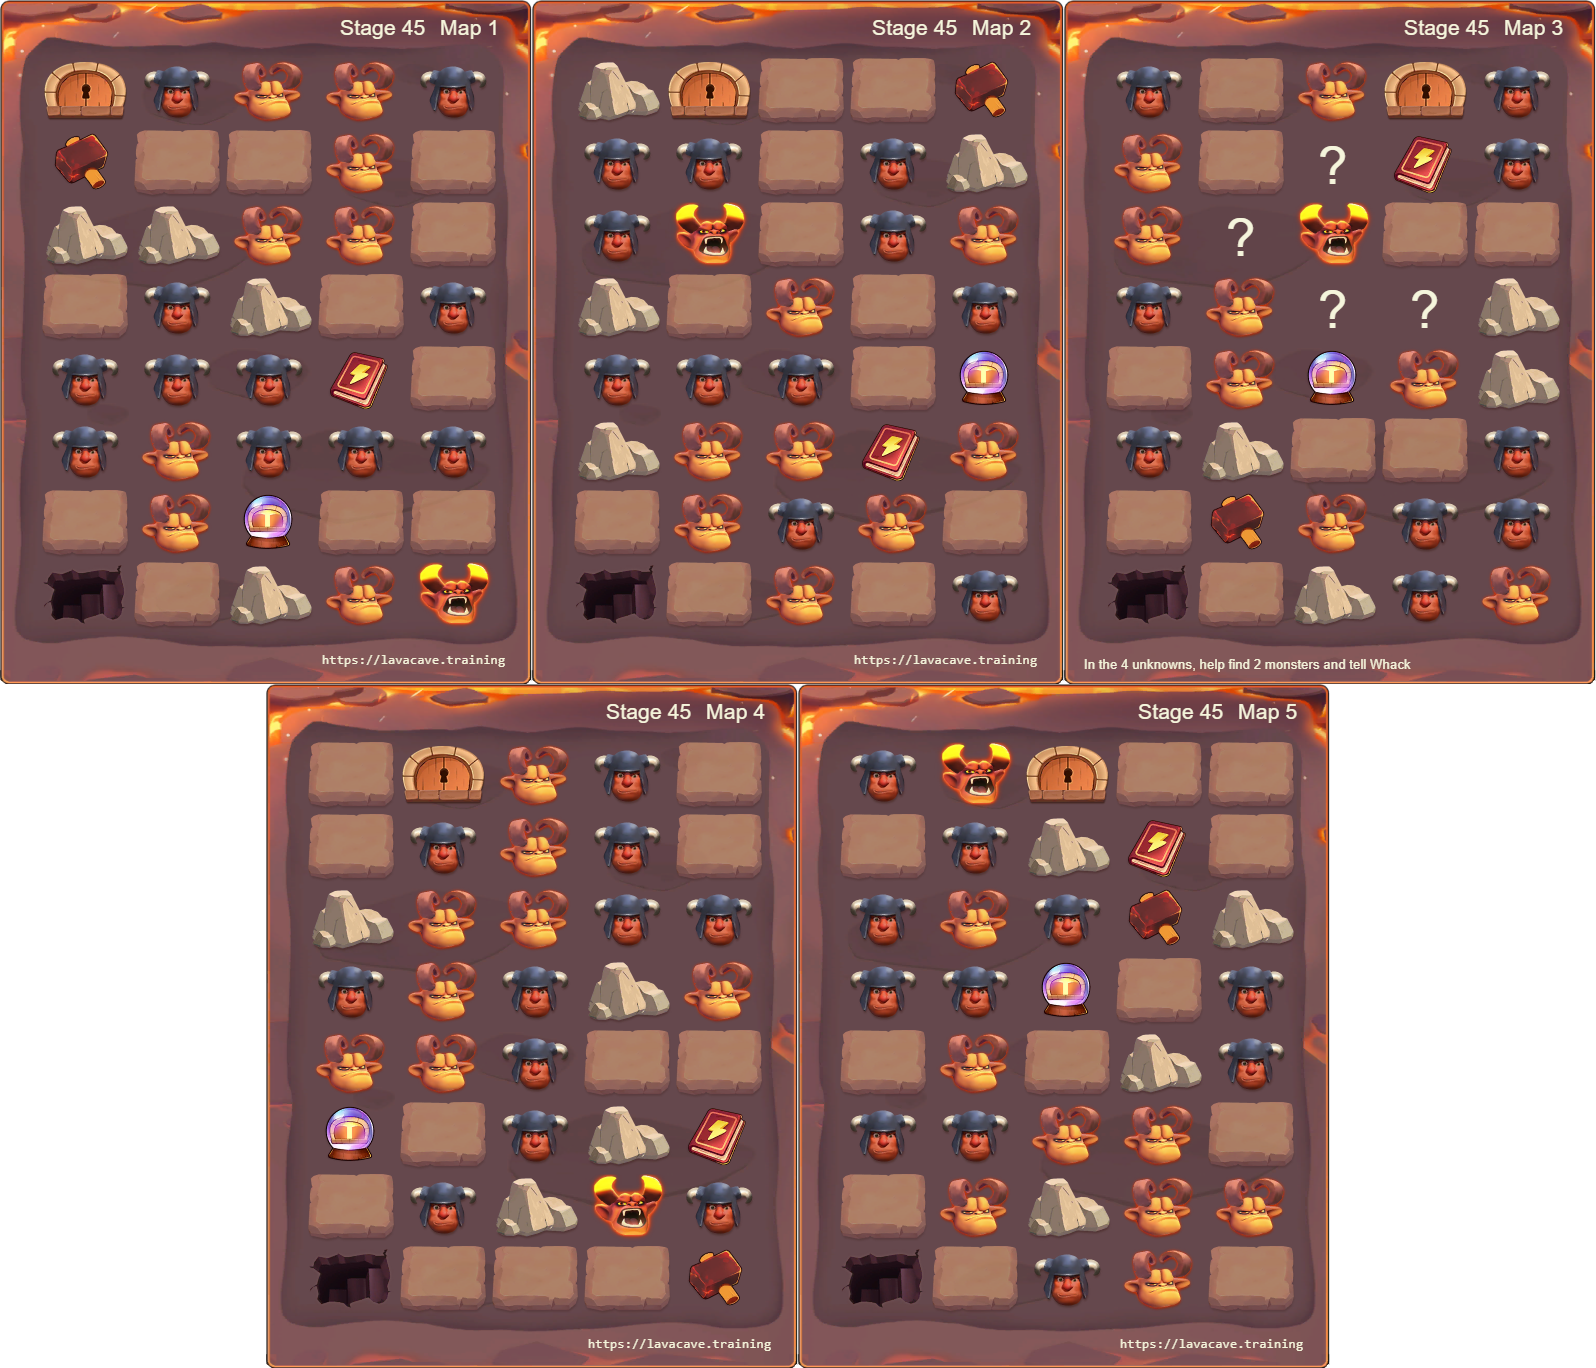 Stage 45 Map 1
Stage 45 Map 2
Stage 45 Map 3
?
?
? ?
https://lavacave.training
https://lavacave.training
In the 4 unknowns, help find 2 monsters and tell Whack
Stage 45 Map 4
Stage 45 Map 5
https://lavacave.training
https://lavacave.training